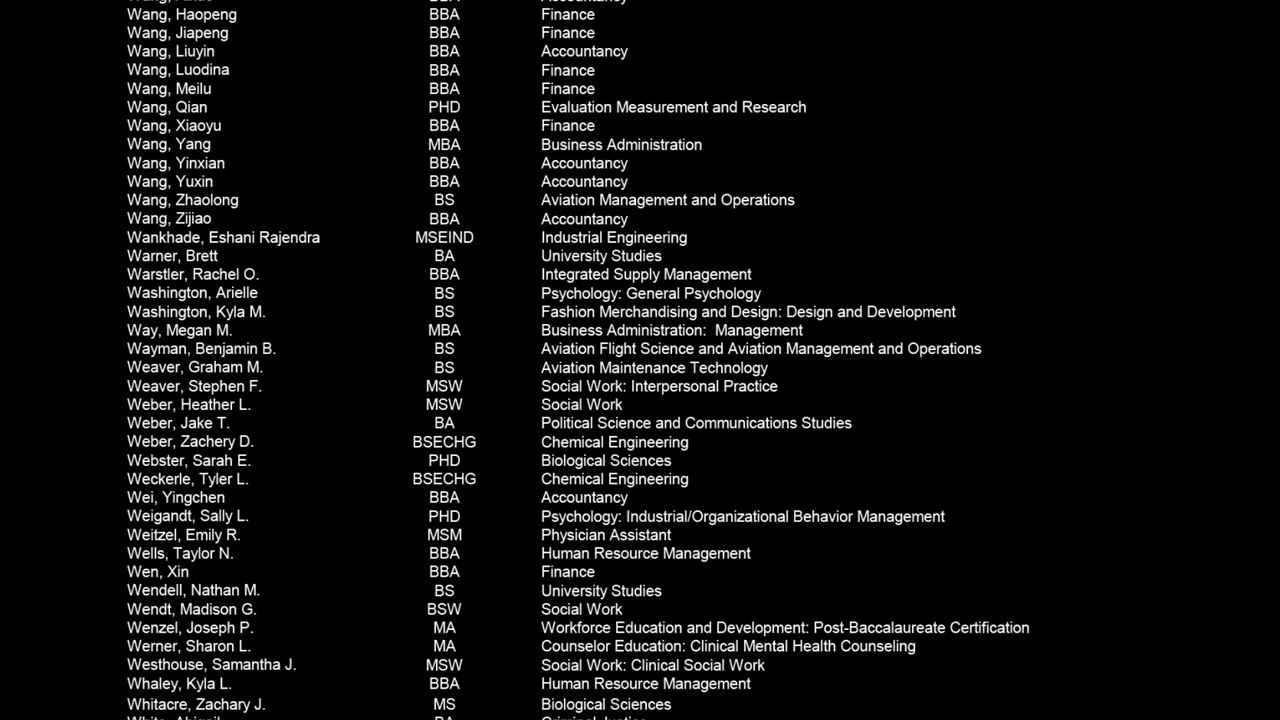 Wang, Haopeng BBA Finance
Wang, Jiapeng BBA Finance
Wang, Liuyin BBA Accountancy
Wang, Luodina BBA Finance
Wang, Meilu BBA Finance
Wang, Qian PHD Evaluation Measurement and Research
Wang, Xiaoyu BBA Finance
Wang, Yang MBA Business Administration
Wang, Yinxian BBA Accountancy
Wang, Yuxin BBA Accountancy
Wang, Zhaolong BS Aviation Management and Operations
Wang, Zijiao BBA Accountancy
Wankhade, Eshani Rajendra MSEIND Industrial Engineering
Warner, Brett BA University Studies
Warstler, Rachel O. BBA Integrated Supply Management
Washington, Arielle BS Psychology: General Psychology
Washington, Kyla M. BS Fashion Merchandising and Design: Design and Development
Way, Megan M. MBA Business Administration:  Management
Wayman, Benjamin B. BS Aviation Flight Science and Aviation Management and Operations
Weaver, Graham M. BS Aviation Maintenance Technology
Weaver, Stephen F. MSW Social Work: Interpersonal Practice
Weber, Heather L. MSW Social Work
Weber, Jake T. BA Political Science and Communications Studies
Weber, Zachery D. BSECHG Chemical Engineering
Webster, Sarah E. PHD Biological Sciences
Weckerle, Tyler L. BSECHG Chemical Engineering
Wei, Yingchen BBA Accountancy
Weigandt, Sally L. PHD Psychology: Industrial/Organizational Behavior Management
Weitzel, Emily R. MSM Physician Assistant
Wells, Taylor N. BBA Human Resource Management
Wen, Xin BBA Finance
Wendell, Nathan M. BS University Studies
Wendt, Madison G. BSW Social Work
Wenzel, Joseph P. MA Workforce Education and Development: Post-Baccalaureate Certification
Werner, Sharon L. MA Counselor Education: Clinical Mental Health Counseling
Westhouse, Samantha J. MSW Social Work: Clinical Social Work
Whaley, Kyla L. BBA Human Resource Management
Whitacre, Zachary J. MS Biological Sciences